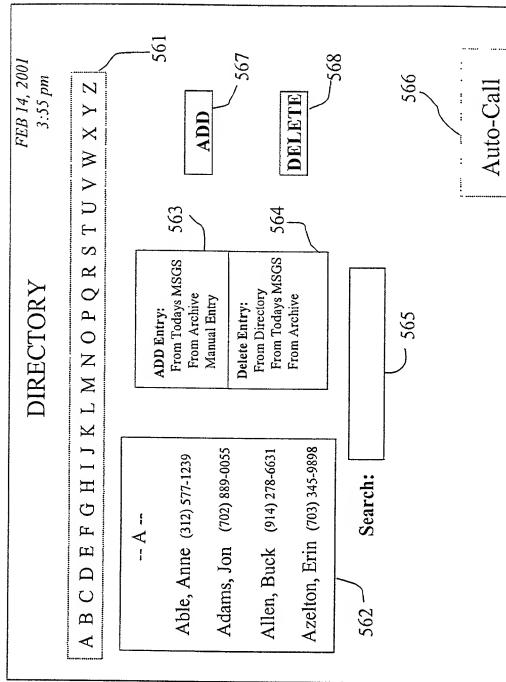 DIRECTORY
FEB 14, 2001
3:55 pm
A B C D E F G H I J K L M N O P Q R S T U V W X Y Z
561
-- A --
Able, Anne (312) 577-1239
Adams, Jon (702) 889-0055
Allen, Buck (914) 278-6631
Azelton, Erin (703) 345-9898
562
ADD Entry:
From Todays MSGS
From Archive
Manual Entry
563
Delete Entry:
From Directory
From Todays MSGS
From Archive
564
ADD
567
DELETE
568
Search:
565
Auto-Call
566